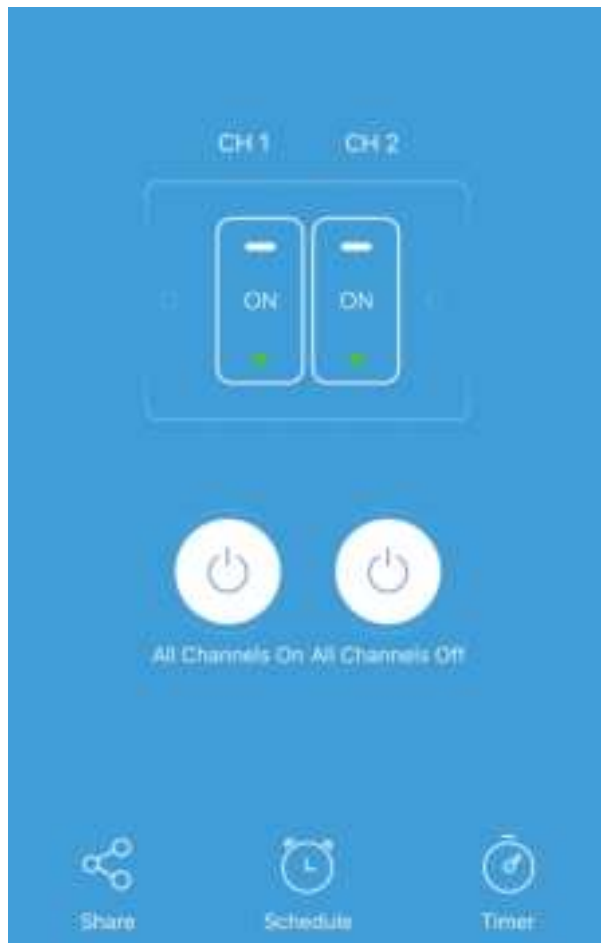 CH 1 CH 2
ON ON
All Channels On All Channels Off
Share Schedule Timer